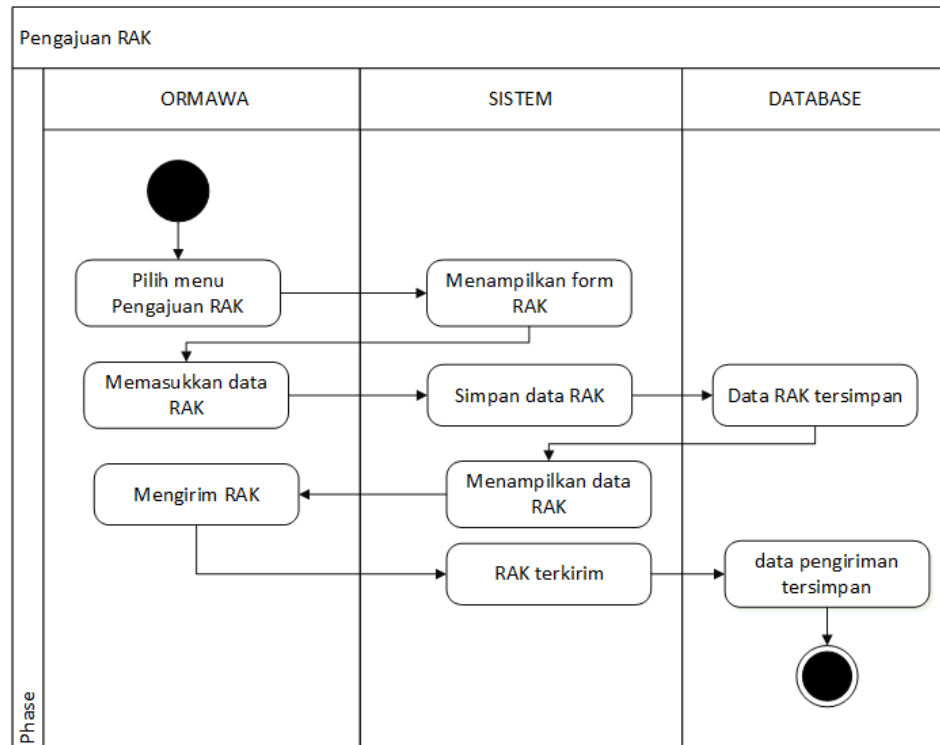 Pengajuan RAK
ORMAWA
SISTEM
DATABASE
Pilih menu
Pengajuan RAK
Menampilkan form
RAK
Memasukkan data
RAK
Simpan data RAK
Data RAK tersimpan
Menampilkan data
RAK
Mengirim RAK
RAK terkirim
data pengiriman
tersimpan
Phase